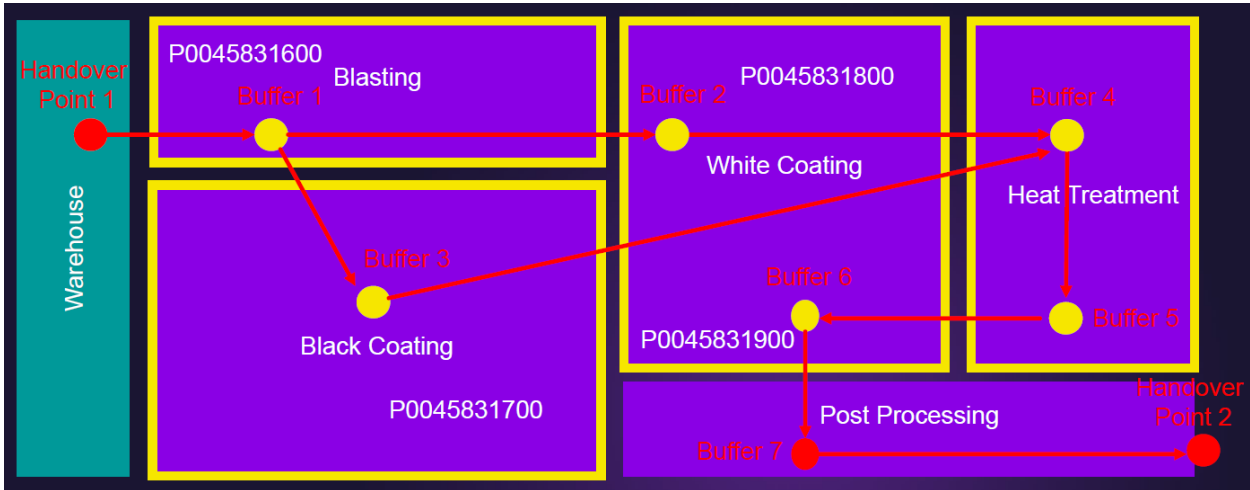 Handover
Point 1
Warehouse
P0045831600
Blasting
Buffer 1
Buffer 3
Black Coating
P0045831700
P0045831800
Buffer 2
White Coating
Buffer 6
P0045831900
Buffer 4
Heat Treatment
Buffer 5
Post Processing
Buffer 7
Handover
Point 2